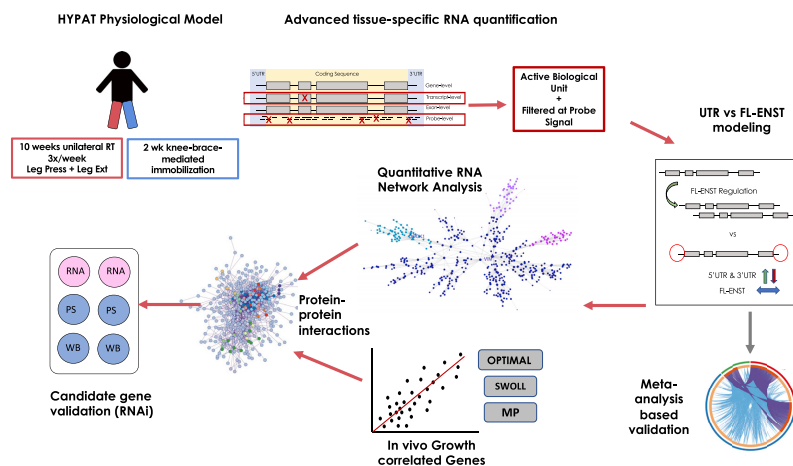 HYPAT Physiological Model
Advanced tissue-specific RNA quantification
5'UTR
Coding Sequence
3'UTR
Gene-level
Transcript-level
Exon-level
Probe-level
Active Biological
Unit
+
Filtered at Probe
Signal
10 weeks unilateral RT
3x/week
Leg Press + Leg Ext
2 wk knee-brace-
mediated
immobilization
UTR vs FL-ENST
modeling
FL-ENST Regulation
vs
5'UTR & 3'UTR
FL-ENST
Quantitative RNA
Network Analysis
RNA
RNA
PS
PS
WB
WB
Candidate gene
validation (RNAi)
Protein-
protein
interactions
OPTIMAL
SWOLL
MP
In vivo Growth
correlated Genes
Meta-
analysis
based
validation